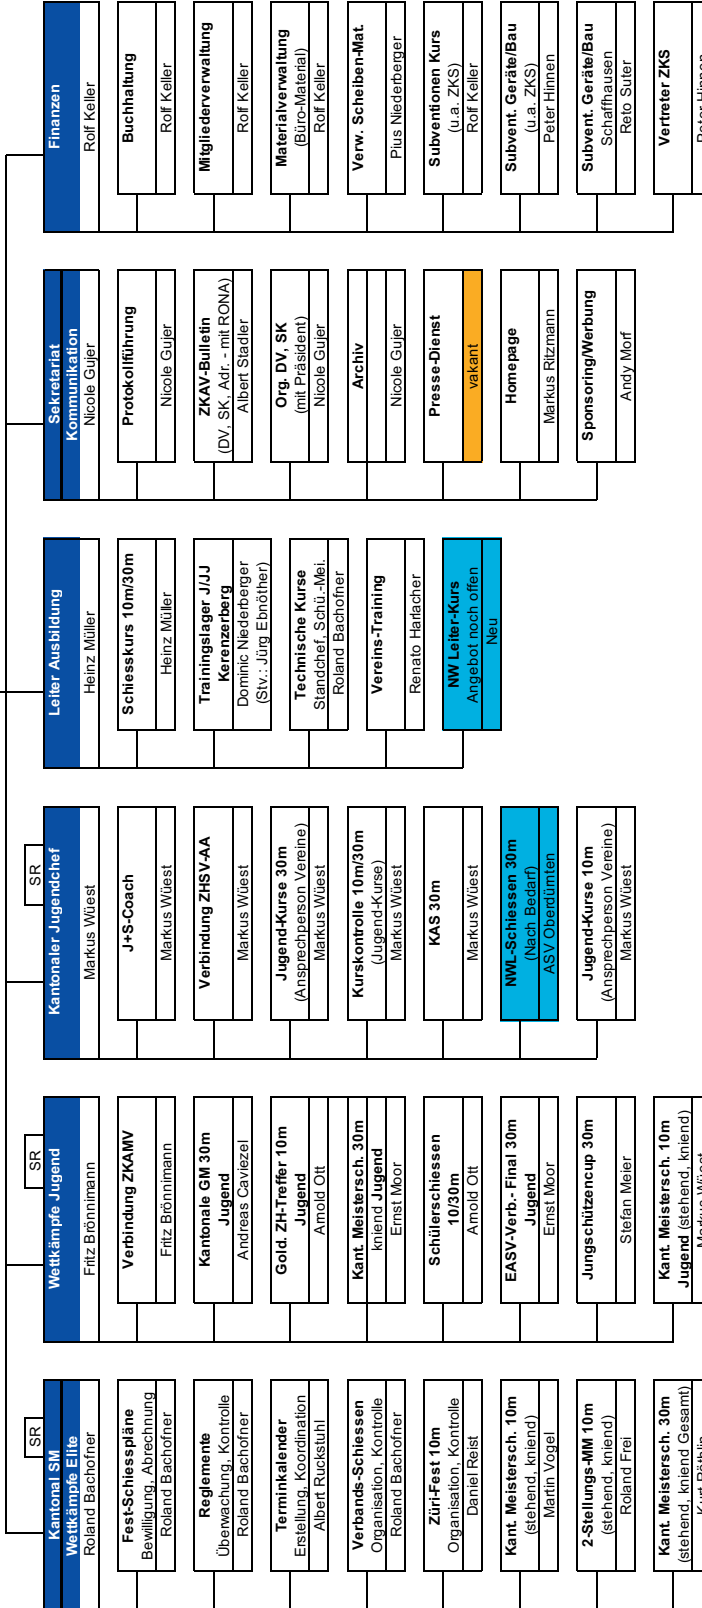 SR
Kantonal SM
Wettkämpfe Elite
Roland Bachofner
Fest-Schiesspläne
Bewilligung, Abrechnung
Roland Bachofner
Reglemente
Überwachung, Kontrolle
Roland Bachofner
Terminkalender
Erstellung, Koordination
Albert Ruckstuhl
Verbands-Schiessen
Organisation, Kontrolle
Roland Bachofner
Züri-Fest 10m
Organisation, Kontrolle
Daniel Reist
Kant. Meistersch. 10m
(stehend, kniend)
Martin Vogel
2-Stellungs-MM 10m
(stehend, kniend)
Roland Frei
Kant. Meistersch. 30m
(stehend, kniend Gesamt)
Kurt Röthlin
SR
Wettkämpfe Jugend
Fritz Brönnimann
Verbindung ZKAMV
Fritz Brönnimann
Kantonale GM 30m
Jugend
Andreas Caviezel
Gold. ZH-Treffer 10m
Jugend
Arnold Ott
Kant. Meistersch. 30m
kniend Jugend
Ernst Moor
Schülerschiessen
10/30m
Arnold Ott
EASV-Verb.- Final 30m
Jugend
Ernst Moor
Jungschützencup 30m
Stefan Meier
Kant. Meistersch. 10m
Jugend (stehend, kniend)
Markus Wüest
SR
Kantonaler Jugendchef
Markus Wüest
J+S-Coach
Markus Wüest
Verbindung ZHSV-AA
Markus Wüest
Jugend-Kurse 30m
(Ansprechperson Vereine)
Markus Wüest
Kurskontrolle 10m/30m
(Jugend-Kurse)
Markus Wüest
KAS 30m
Markus Wüest
NWL-Schiessen 30m
(Nach Bedarf)
ASV Oberdürnten
Jugend-Kurse 10m
(Ansprechperson Vereine)
Markus Wüest
Leiter Ausbildung
Heinz Müller
Schiesskurs 10m/30m
Heinz Müller
Trainingslager J/JJ
Kerenzerberg
Dominic Niederberger
(Stv.: Jürg Ebnöther)
Technische Kurse
Standchef, Schü.-Mei.
Roland Bachofner
Vereins-Training
Renato Harlacher
NW Leiter-Kurs
Angebot noch offen
Neu
Sekretariat
Kommunikation
Nicole Gujer
Protokollführung
Nicole Gujer
ZKAV-Bulletin
(DV, SK, Adr. - mit RONA)
Albert Stadler
Org. DV, SK
(mit Präsident)
Nicole Gujer
Archiv
Nicole Gujer
Presse-Dienst
vakant
Homepage
Markus Ritzmann
Sponsoring/Werbung
Andy Morf
Finanzen
Rolf Keller
Buchhaltung
Rolf Keller
Mitgliederverwaltung
Rolf Keller
Materialverwaltung
(Büro-Material)
Rolf Keller
Verw. Scheiben-Mat.
Pius Niederberger
Subventionen Kurs
(u.a. ZKS)
Rolf Keller
Subvent. Geräte/Bau
(u.a. ZKS)
Peter Hinnen
Subvent. Geräte/Bau
Schaffhausen
Reto Suter
Vertreter ZKS
Peter Hinnen